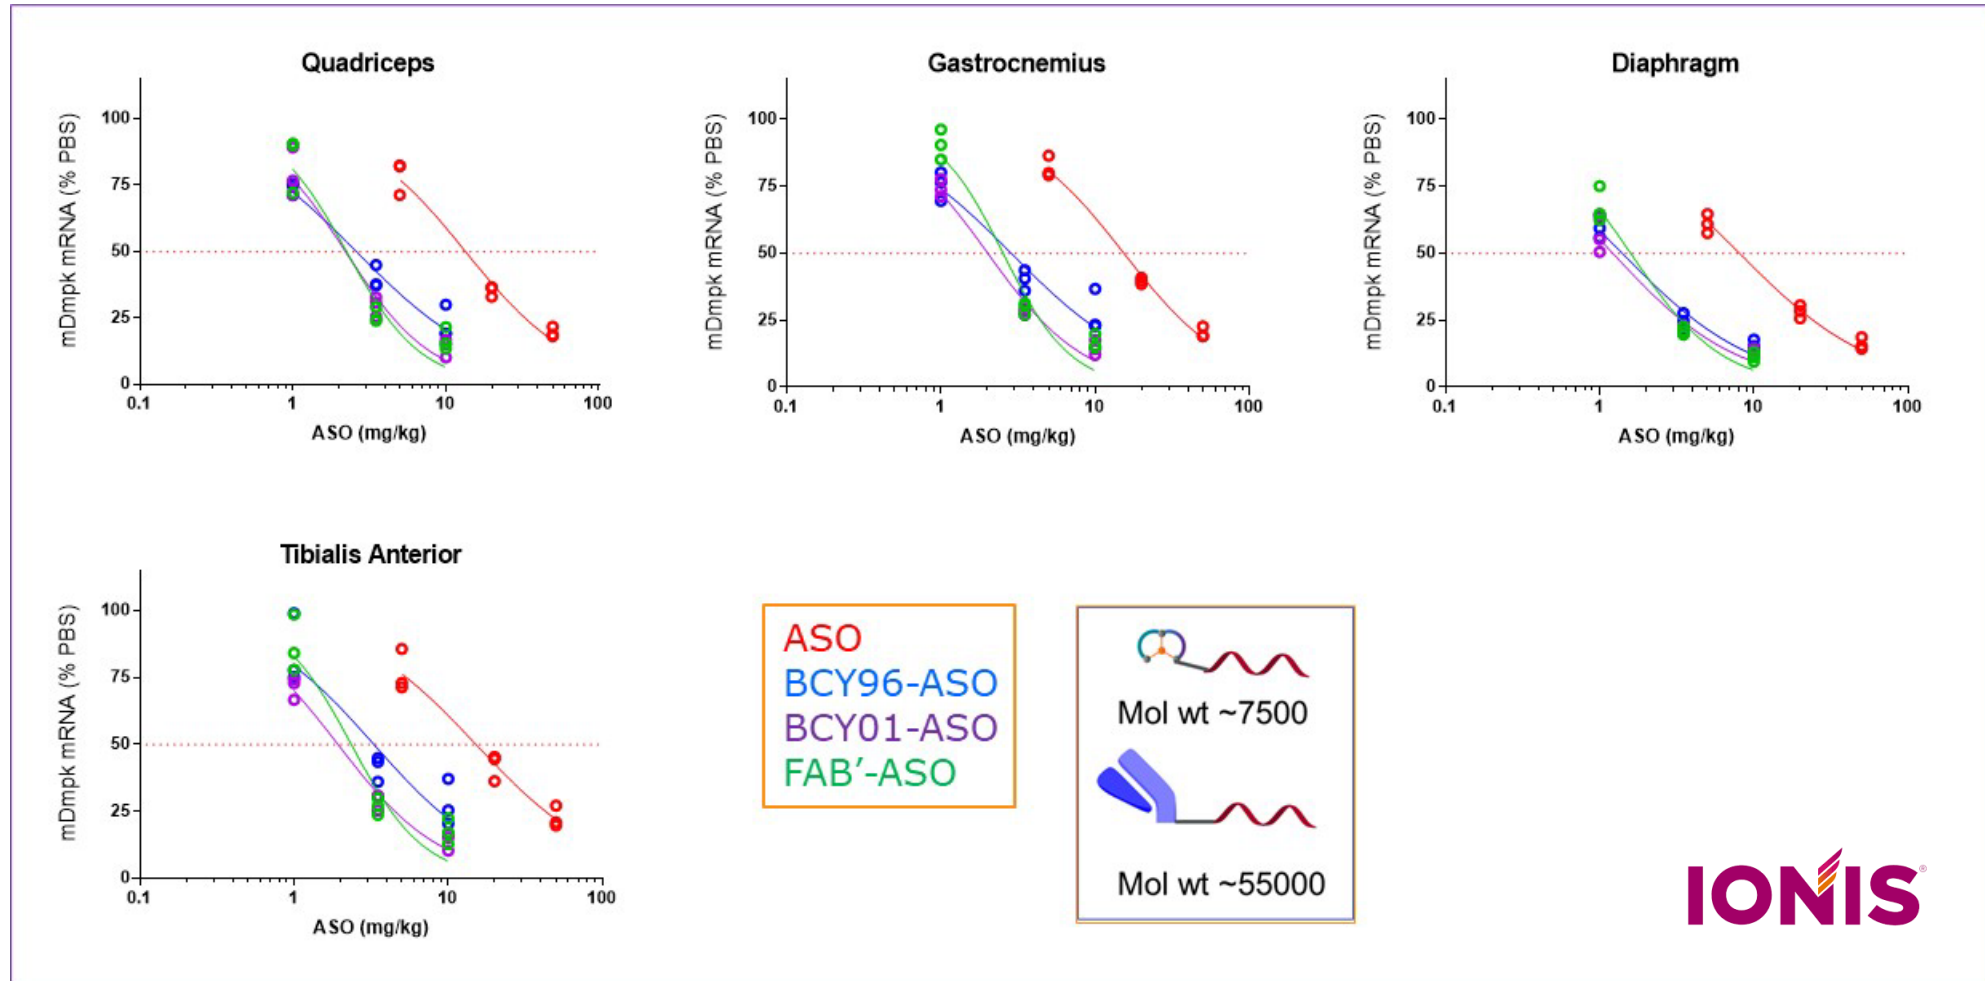 Quadriceps
mDmpk mRNA (% PBS)
100
75
50
25
0
0.1 1 10 100
ASO (mg/kg)
Gastrocnemius
mDmpk mRNA (% PBS)
100
75
50
25
0
0.1 1 10 100
ASO (mg/kg)
Diaphragm
mDmpk mRNA (% PBS)
100
75
50
25
0
0.1 1 10 100
ASO (mg/kg)
Tibialis Anterior
mDmpk mRNA (% PBS)
100
75
50
25
0
0.1 1 10 100
ASO (mg/kg)
ASO
BCY96-ASO
BCY01-ASO
FAB’-ASO
Mol wt ~7500
Mol wt ~55000
IONIS®